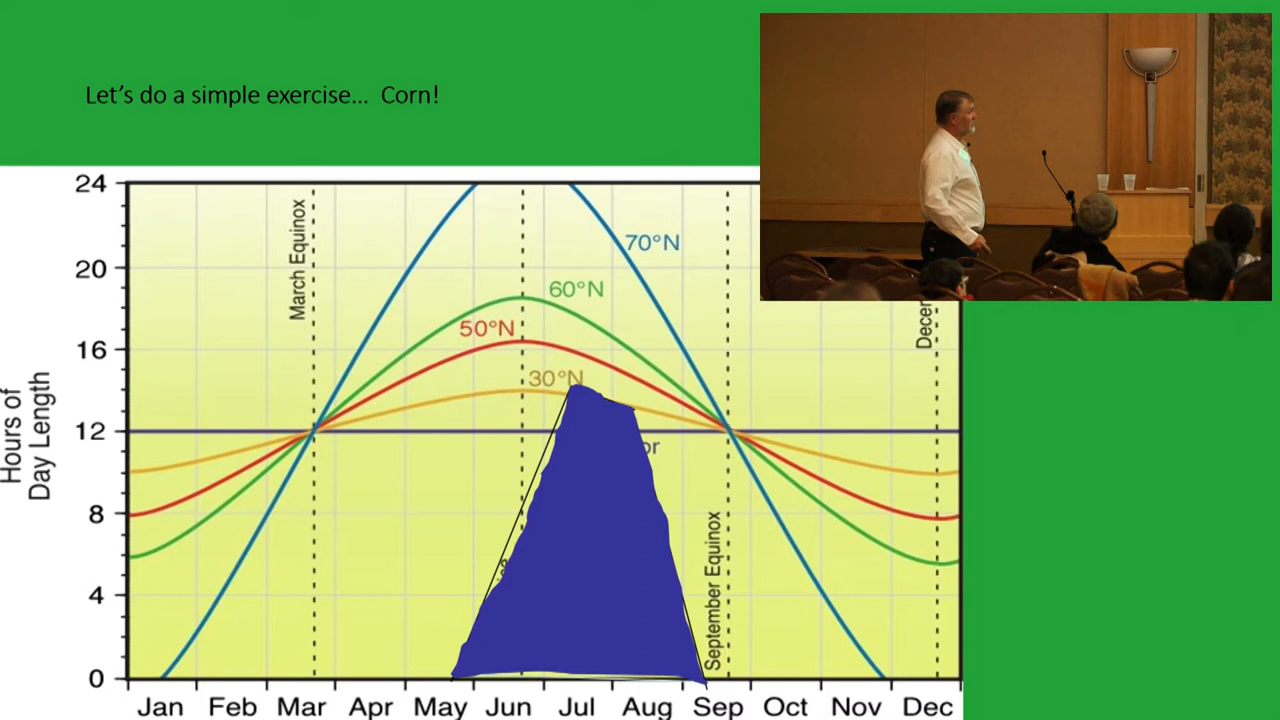 Let's do a simple exercise... Corn!
24
20
16
12
8
4
0
Hours of
Day Length
March Equinox
70°N
60°N
50°N
30°N
September Equinox
Jan Feb Mar Apr May Jun Jul Aug Sep Oct Nov Dec